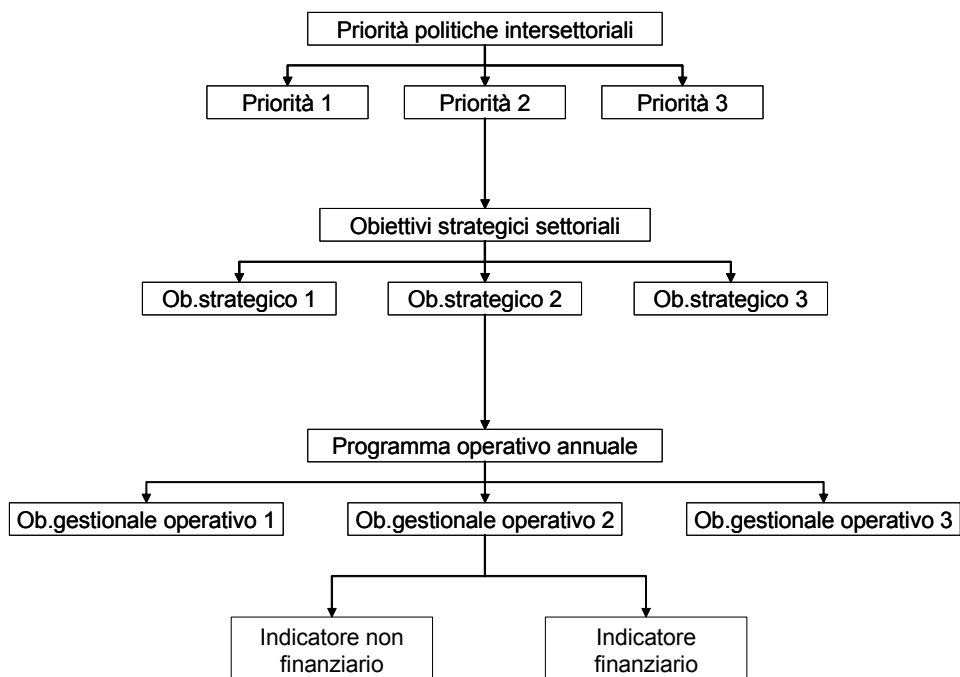 Priorità politiche intersettoriali
Priorità 1
Priorità 2
Priorità 3
Obiettivi strategici settoriali
Ob.strategico 1
Ob.strategico 2
Ob.strategico 3
Programma operativo annuale
Ob.gestionale operativo 1
Ob.gestionale operativo 2
Ob.gestionale operativo 3
Indicatore non
finanziario
Indicatore
finanziario